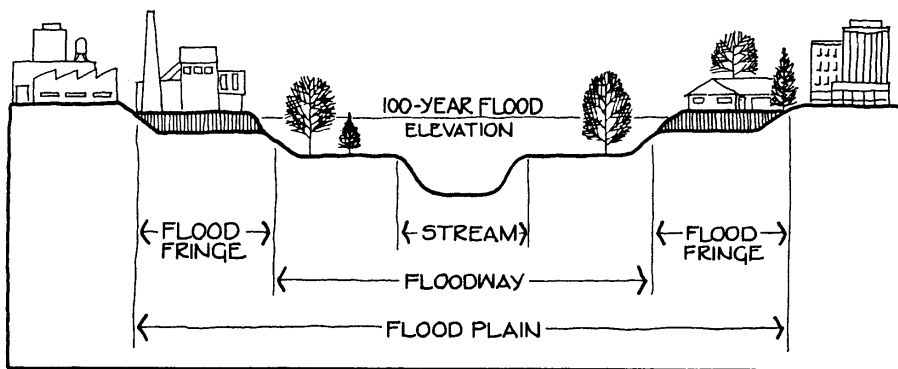 100-YEAR FLOOD
ELEVATION
FLOOD
FRINGE
STREAM
FLOOD
FRINGE
FLOODWAY
FLOOD PLAIN